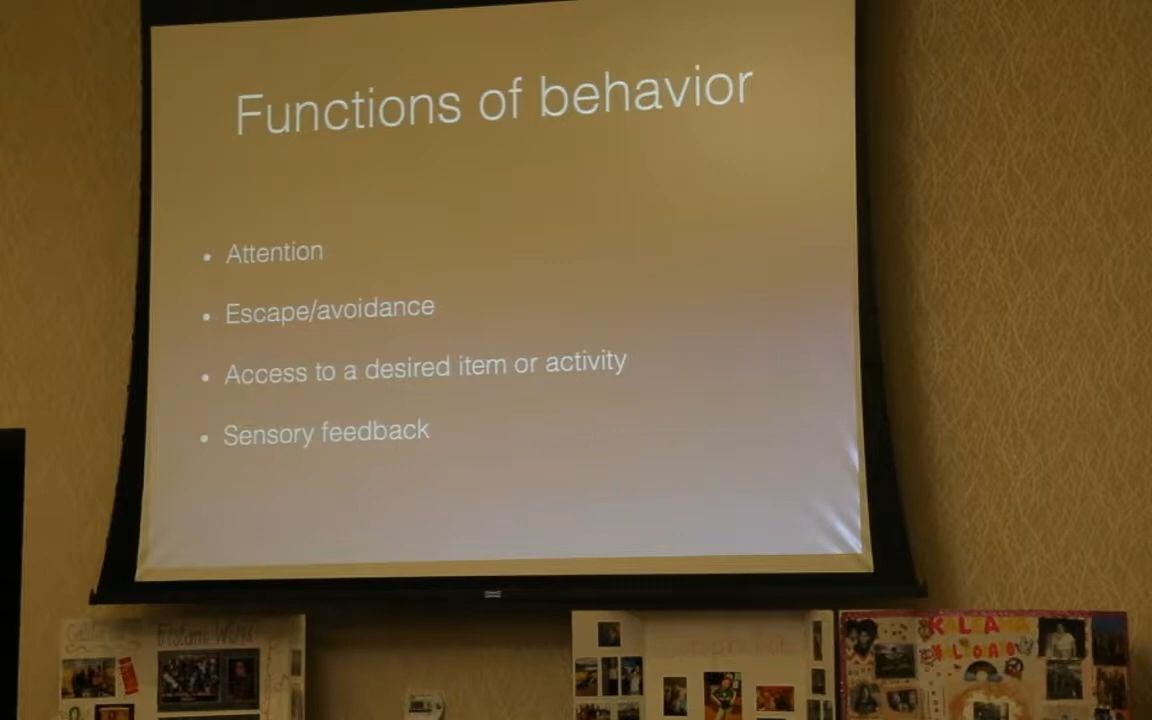 Functions of behavior
• Attention
• Escape/avoidance
• Access to a desired item or activity
• Sensory feedback